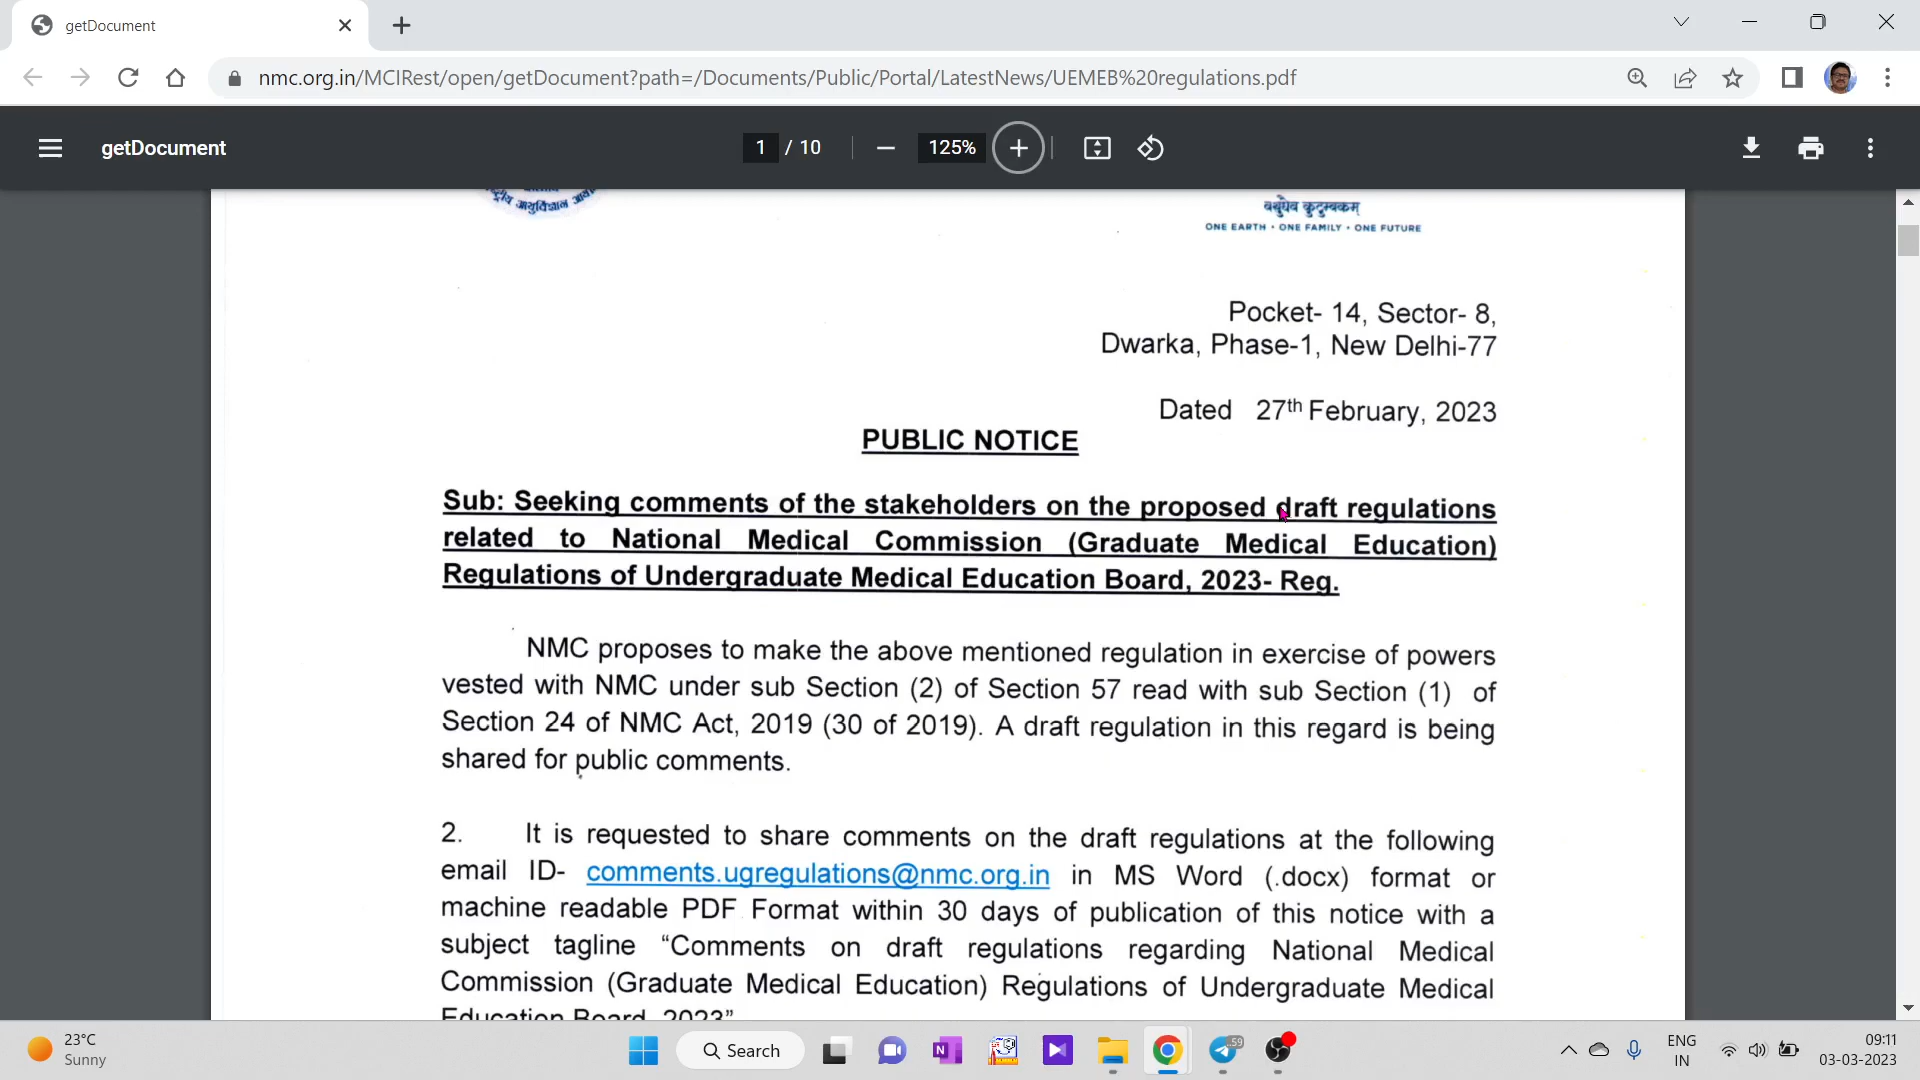 getDocument
nmc.org.in/MCIRest/open/getDocument?path=/Documents/Public/Portal/LatestNews/UEMEB%20regulations.pdf
getDocument
1 / 10
125%
राष्ट्रीय आयुर्विज्ञान
वसुधैव कुटुम्बकम्
ONE EARTH • ONE FAMILY • ONE FUTURE
Pocket- 14, Sector- 8,
Dwarka, Phase-1, New Delhi-77
Dated 27th February, 2023
PUBLIC NOTICE
Sub: Seeking comments of the stakeholders on the proposed draft regulations
related to National Medical Commission (Graduate Medical Education)
Regulations of Undergraduate Medical Education Board, 2023- Reg.
NMC proposes to make the above mentioned regulation in exercise of powers
vested with NMC under sub Section (2) of Section 57 read with sub Section (1) of
Section 24 of NMC Act, 2019 (30 of 2019). A draft regulation in this regard is being
shared for public comments.
2. It is requested to share comments on the draft regulations at the following
email ID- comments.ugregulations@nmc.org.in in MS Word (.docx) format or
machine readable PDF Format within 30 days of publication of this notice with a
subject tagline “Comments on draft regulations regarding National Medical
Commission (Graduate Medical Education) Regulations of Undergraduate Medical
Education Board, 2023”
23°C
Sunny
Search
N
59
ENG
IN
09:11
03-03-2023